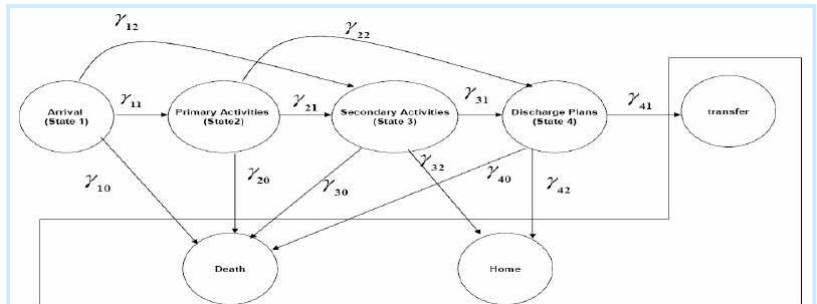 γ12
γ22
Arrival
(State 1)
γ11
Primary Activities
(State2)
γ21
Secondary Activities
(State 3)
γ31
Discharge Plans
(State 4)
γ41
transfer
γ10
γ20
γ30
γ32
γ40
γ42
Death
Home